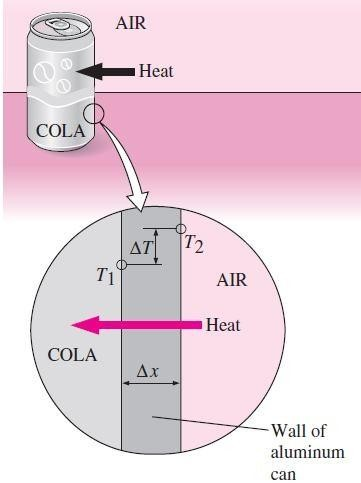 AIR
Heat
COLA
ΔT
T2
T1
AIR
Heat
COLA
Δx
Wall of
aluminum
can